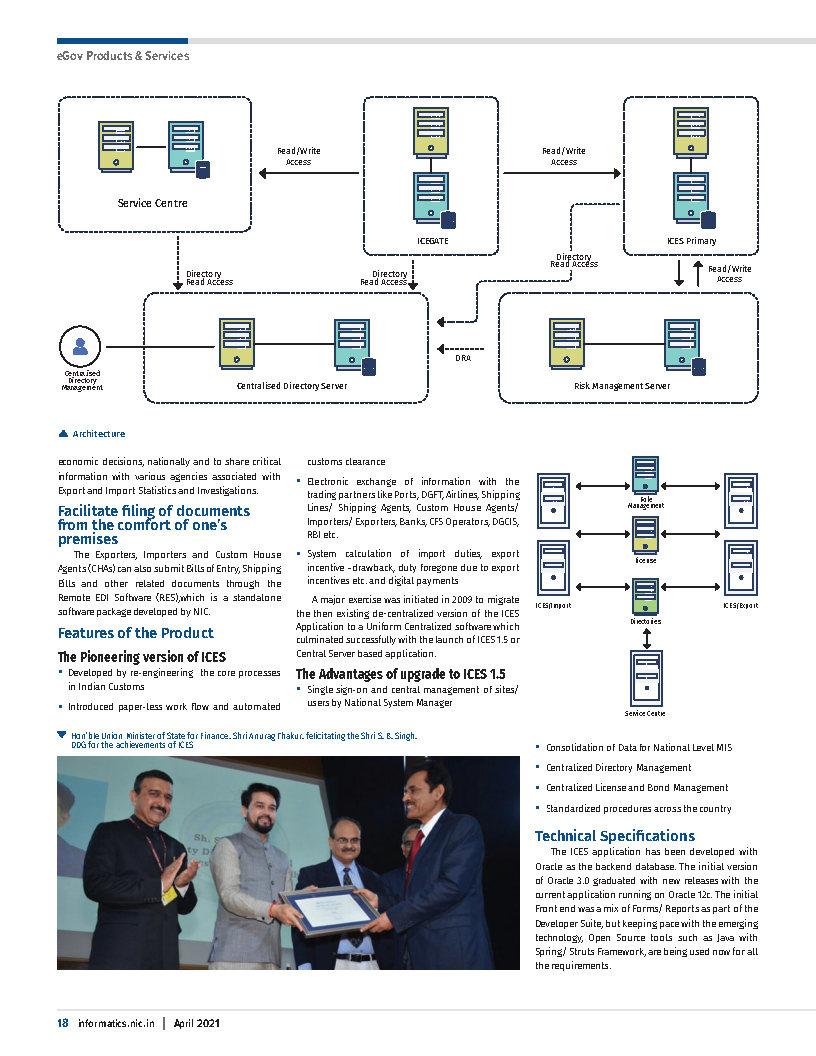 eGov Products & Services
Read/Write
Access
Read/Write
Access
Service Centre
ICEGATE
ICES Primary
Directory
Read Access
Directory
Read Access
Directory
Read Access
Read/Write
Access
DRA
Centralised
Directory
Management
Centralised Directory Server
Risk Management Server
Architecture
economic decisions, nationally and to share critical
information with various agencies associated with
Export and Import Statistics and Investigations.
Facilitate filing of documents
from the comfort of one's
premises
The Exporters, Importers and Custom House
Agents (CHAs) can also submit Bills of Entry, Shipping
Bills and other related documents through the
Remote EDI Software (RES),which is a standalone
software package developed by NIC.
Features of the Product
The Pioneering version of ICES
• Developed by re-engineering the core processes
in Indian Customs
• Introduced paper-less work flow and automated
customs clearance
• Electronic exchange of information with the
trading partners like Ports, DGFT, Airlines, Shipping
Lines/ Shipping Agents, Custom House Agents/
Importers/ Exporters, Banks, CFS Operators, DGCIS,
RBI etc.
• System calculation of import duties, export
incentive -drawback, duty foregone due to export
incentives etc. and digital payments
A major exercise was initiated in 2009 to migrate
the then existing de-centralized version of the ICES
Application to a Uniform Centralized software which
culminated successfully with the launch of ICES 1.5 or
Central Server based application.
The Advantages of upgrade to ICES 1.5
• Single sign-on and central management of sites/
users by National System Manager
Role
Management
License
ICES/Import
ICES/Export
Directories
Service Centre
Hon'ble Union Minister of State for Finance, Shri Anurag Thakur, felicitating the Shri S. B. Singh,
DDG for the achievements of ICES
Sh. S
ty D
• Consolidation of Data for National Level MIS
• Centralized Directory Management
• Centralized License and Bond Management
• Standardized procedures across the country
Technical Specifications
The ICES application has been developed with
Oracle as the backend database. The initial version
of Oracle 3.0 graduated with new releases with the
current application running on Oracle 12c. The initial
Front end was a mix of Forms/ Reports as part of the
Developer Suite, but keeping pace with the emerging
technology, Open Source tools such as Java with
Spring/ Struts Framework, are being used now for all
the requirements.
18 informatics.nic.in | April 2021